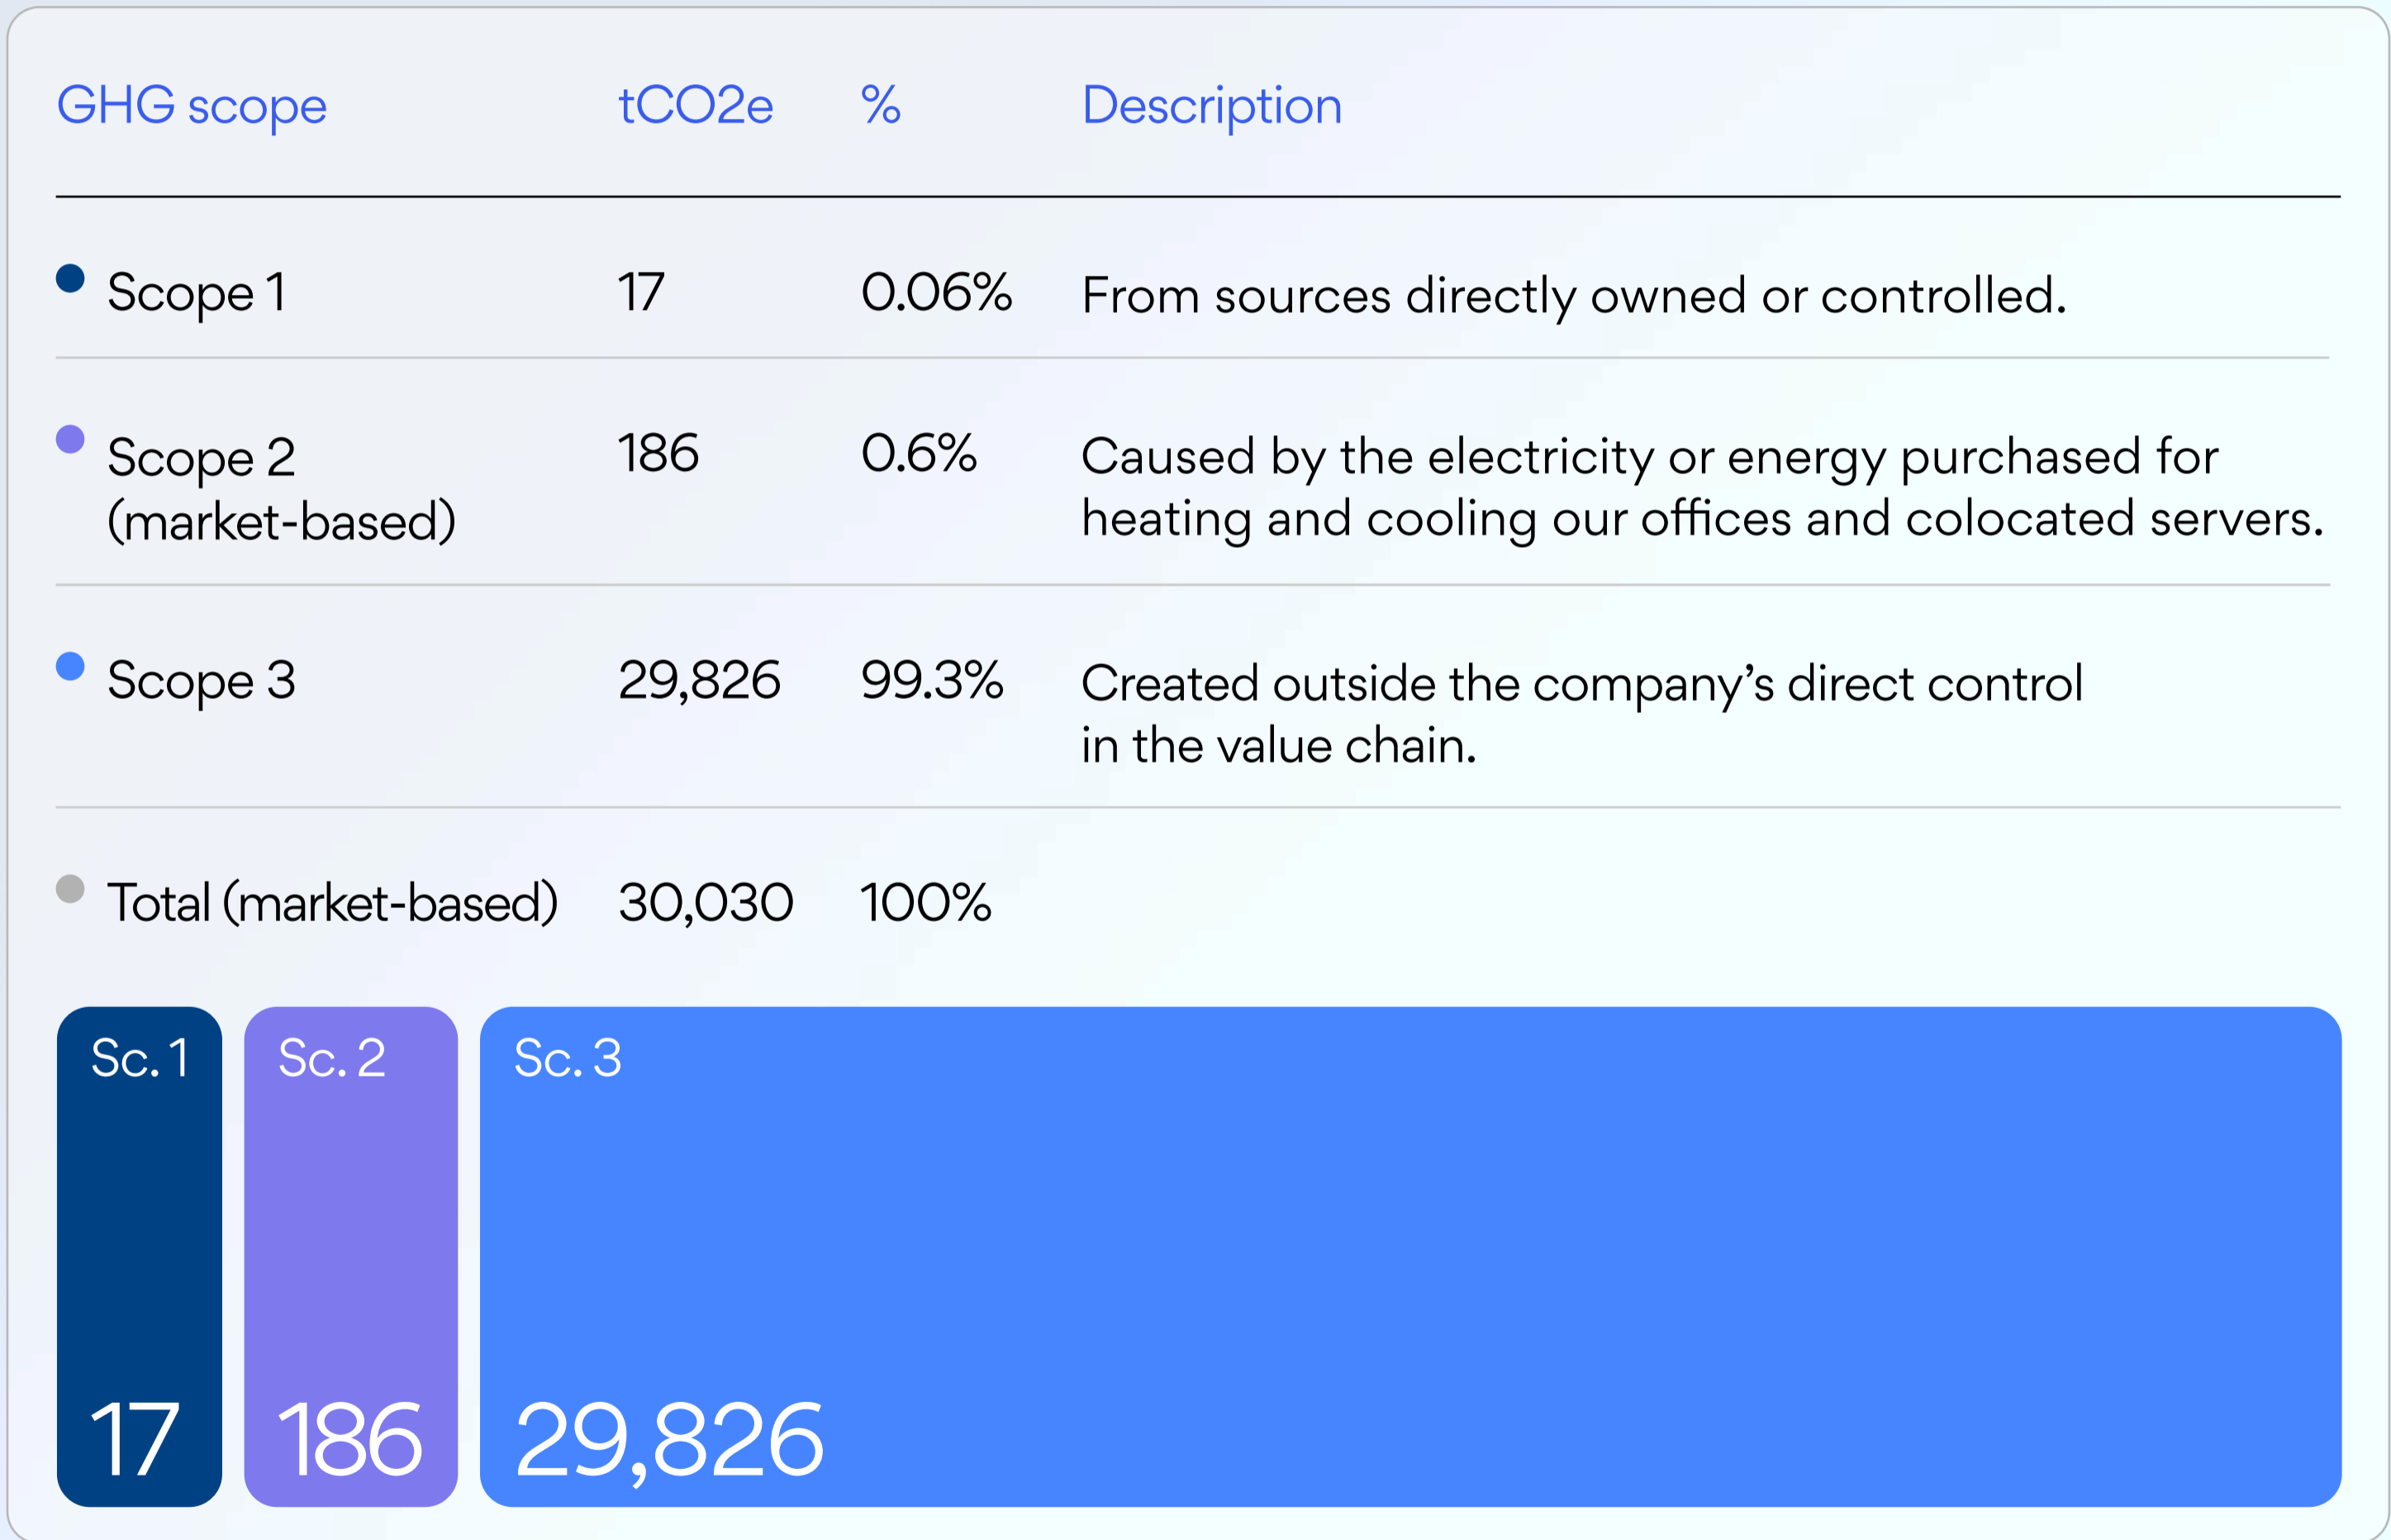 GHG scope tCO2e % Description
Scope 1 17 0.06% From sources directly owned or controlled.
Scope 2 186 0.6% Caused by the electricity or energy purchased for
(market-based) heating and cooling our offices and colocated servers.
Scope 3 29,826 99.3% Created outside the company’s direct control
in the value chain.
Total (market-based) 30,030 100%
Sc. 1 Sc. 2 Sc. 3
17 186 29,826